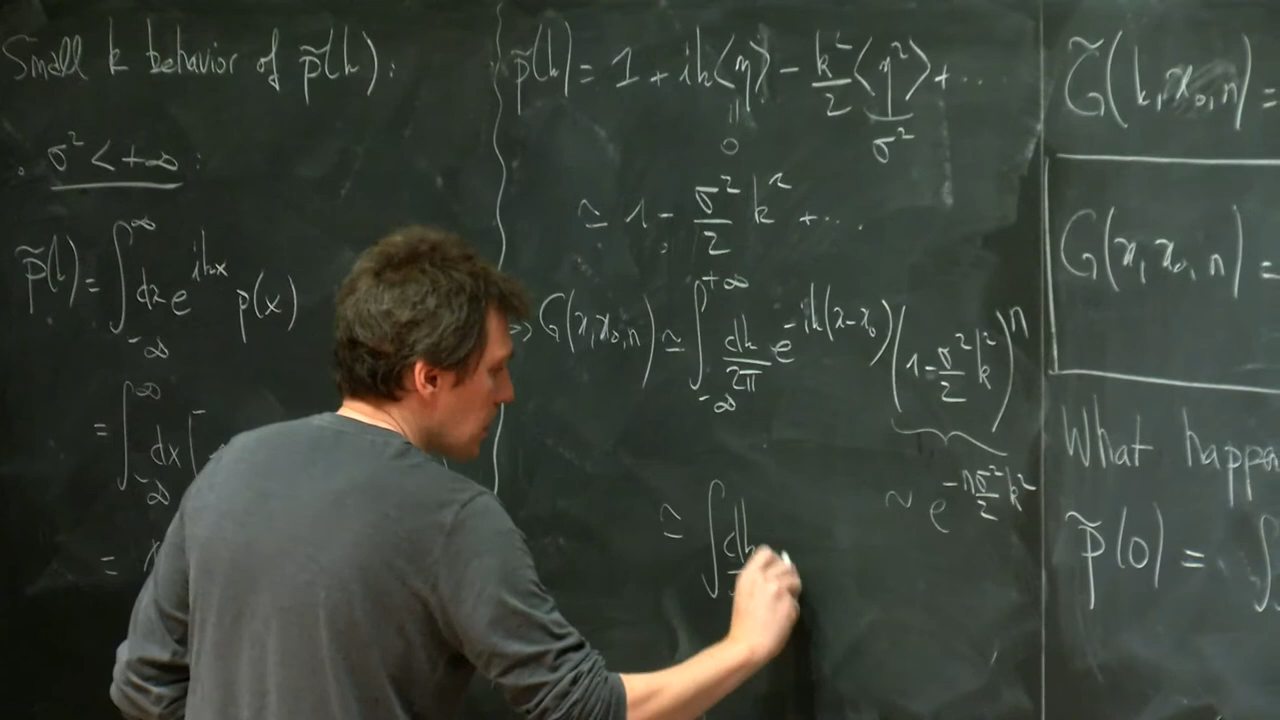 Small k behavior of p̃(k):
. σ² < +∞ :
p̃(k) = ∫_{-∞}^{∞} dx e^{ikx} p(x)
= ∫_{-∞}^{∞} dx [
=
p̃(k) = 1 + ik⟨η⟩ - k²/2 ⟨η²⟩ + ...
|| 0 σ²
≃ 1 - σ²/2 k² + ...
⇒ G(x, x₀, n) ≃ ∫_{-∞}^{+∞} dk/2π e^{-ik(x-x₀)} (1 - σ²/2 k²)^n
~ e^{-nσ²/2 k²}
≃ ∫ dk
G̃(k, x₀, n) =
G(x, x₀, n) =
What happe
p̃(0) = ∫